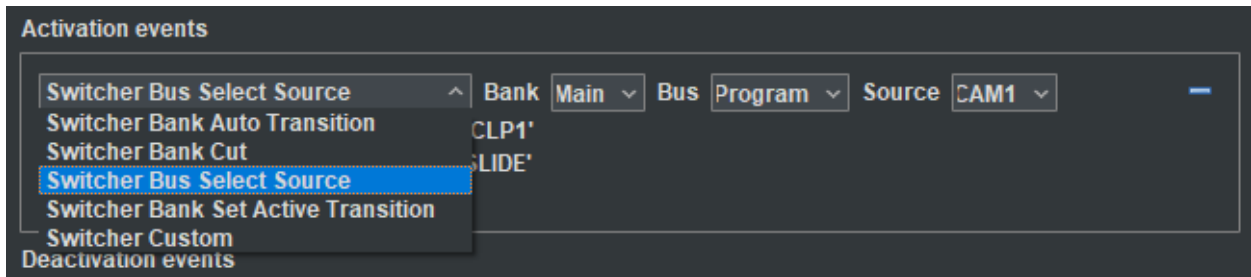 Activation events
Switcher Bus Select Source Bank Main Bus Program Source CAM1
Switcher Bank Auto Transition
CLP1'
Switcher Bank Cut
SLIDE'
Switcher Bus Select Source
Switcher Bank Set Active Transition
Switcher Custom
Deactivation events